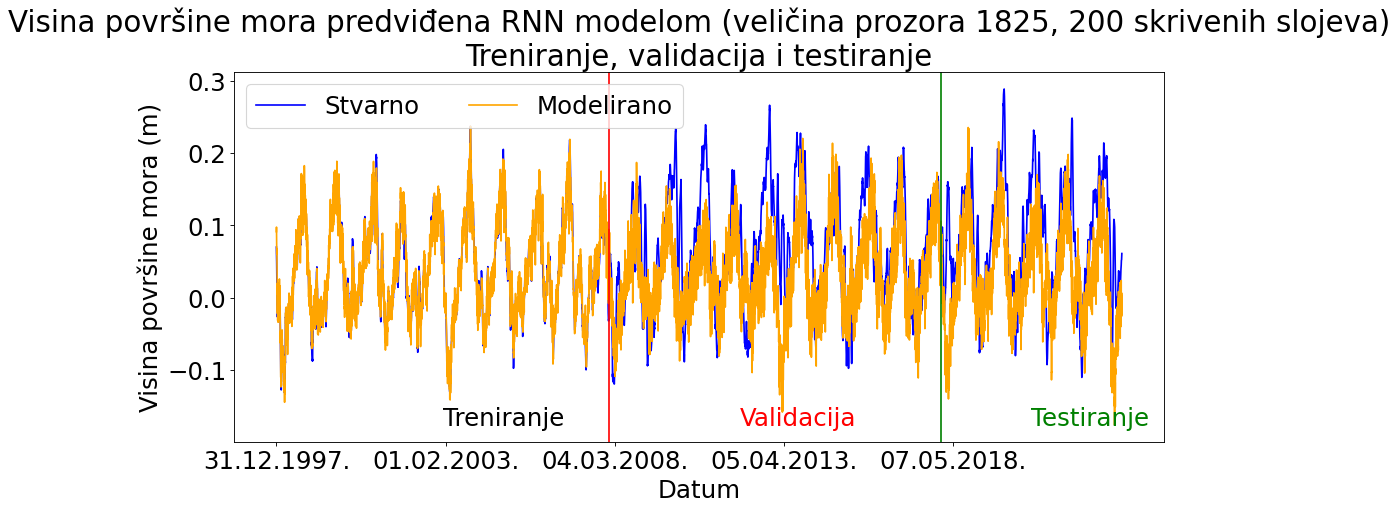 Visina površine mora predviđena RNN modelom (veličina prozora 1825, 200 skrivenih slojeva)
Treniranje, validacija i testiranje
Stvarno
Modelirano
Visina površine mora (m)
0.3
0.2
0.1
0.0
−0.1
Treniranje
Validacija
Testiranje
31.12.1997.
01.02.2003.
04.03.2008.
05.04.2013.
07.05.2018.
Datum